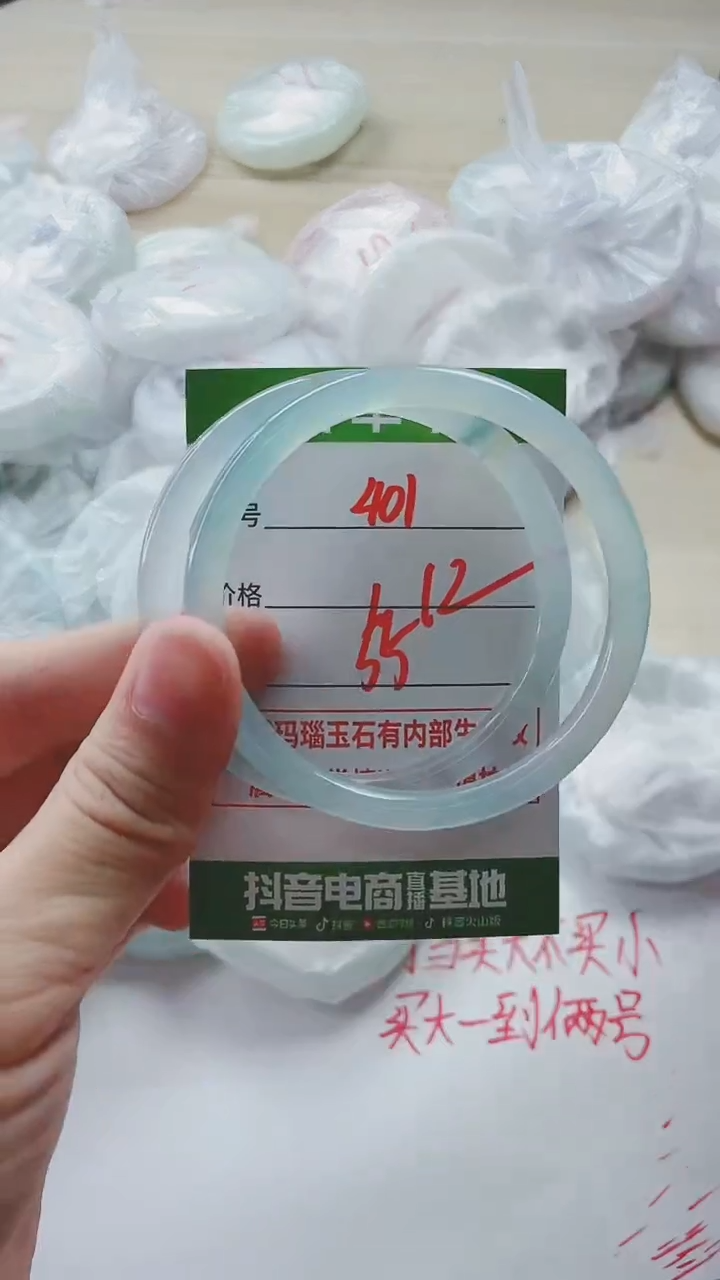 号 401
价格
12
55
玛瑙玉石有内部生
抖音电商直播基地
今日头条 抖音 西瓜视频 抖音火山版
买大不买小
买大一到俩号